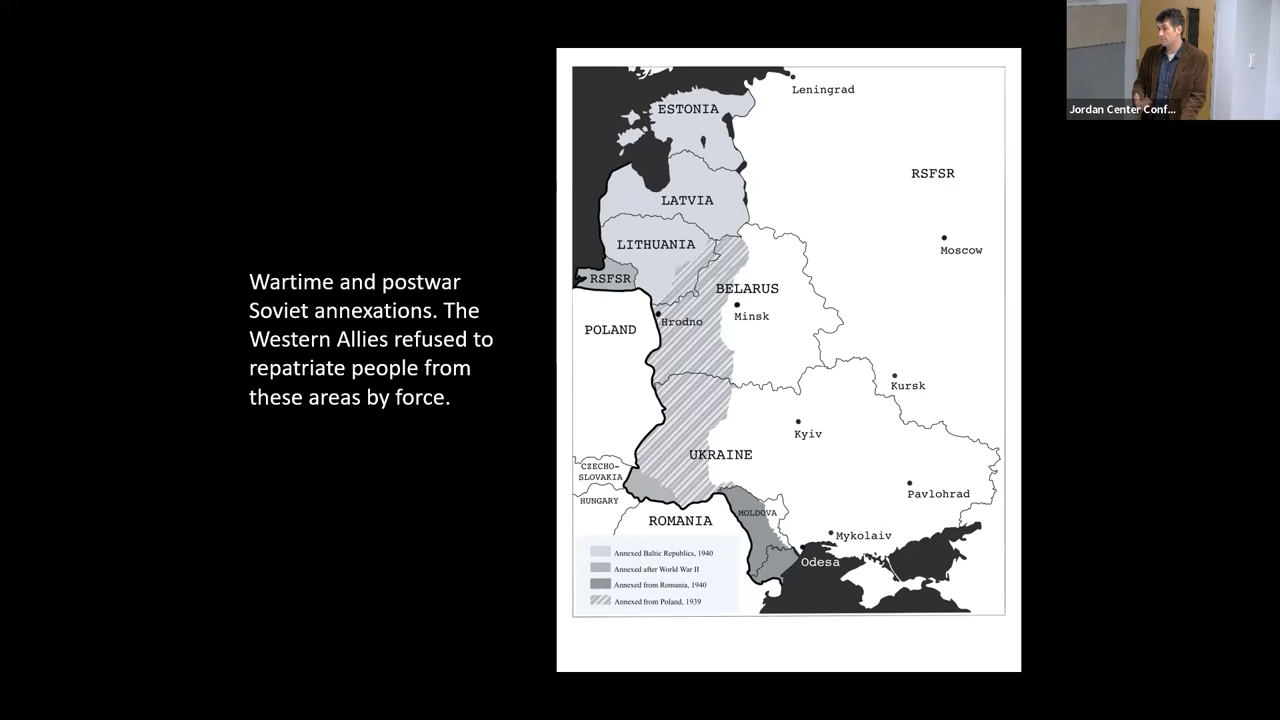 Wartime and postwar
Soviet annexations. The
Western Allies refused to
repatriate people from
these areas by force.
Jordan Center Conf...
Leningrad
ESTONIA
RSFSR
LATVIA
LITHUANIA
Moscow
RSFSR
BELARUS
Minsk
Hrodno
POLAND
Kursk
Kyiv
UKRAINE
CZECHO-
SLOVAKIA
HUNGARY
Pavlohrad
MOLDOVA
ROMANIA
Mykolaiv
Odesa
Annexed Baltic Republics, 1940
Annexed after World War II
Annexed from Romania, 1940
Annexed from Poland, 1939